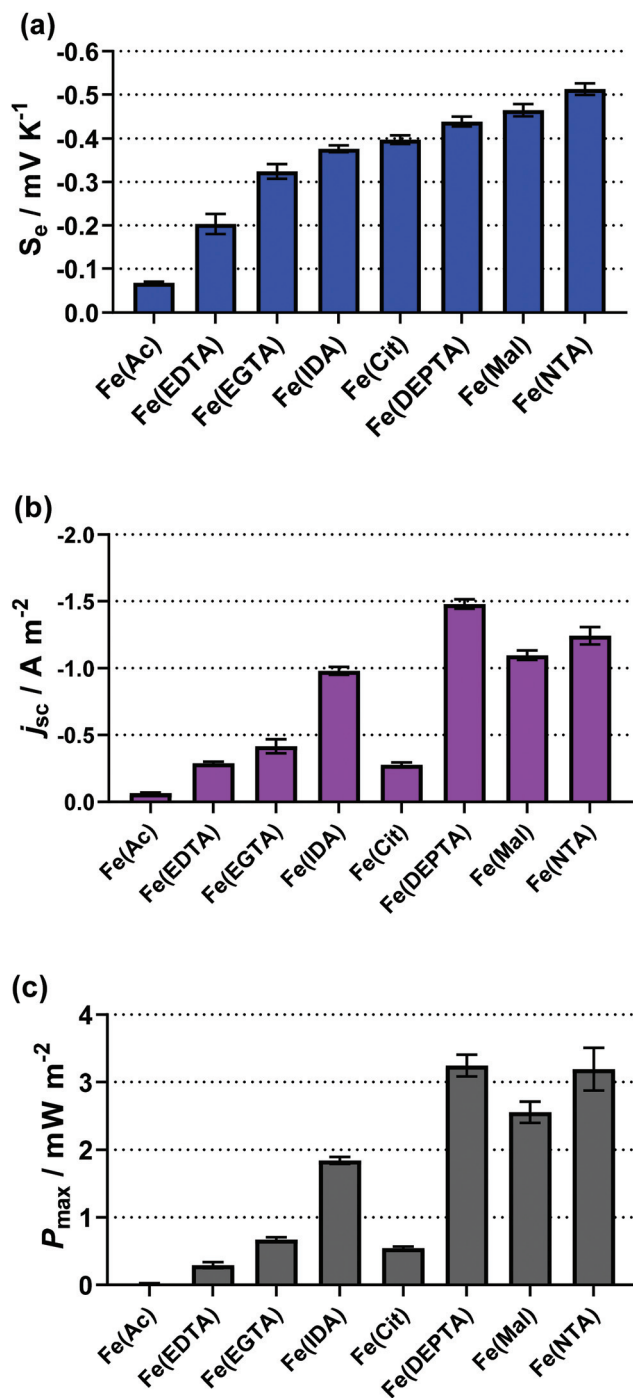 (a)
S_e / mV K⁻¹
-0.6
-0.5
-0.4
-0.3
-0.2
-0.1
0.0
Fe(Ac)
Fe(EDTA)
Fe(EGTA)
Fe(IDA)
Fe(Cit)
Fe(DEPTA)
Fe(Mal)
Fe(NTA)
(b)
j_sc / A m⁻²
-2.0
-1.5
-1.0
-0.5
0.0
Fe(Ac)
Fe(EDTA)
Fe(EGTA)
Fe(IDA)
Fe(Cit)
Fe(DEPTA)
Fe(Mal)
Fe(NTA)
(c)
P_max / mW m⁻²
4
3
2
1
0
Fe(Ac)
Fe(EDTA)
Fe(EGTA)
Fe(IDA)
Fe(Cit)
Fe(DEPTA)
Fe(Mal)
Fe(NTA)